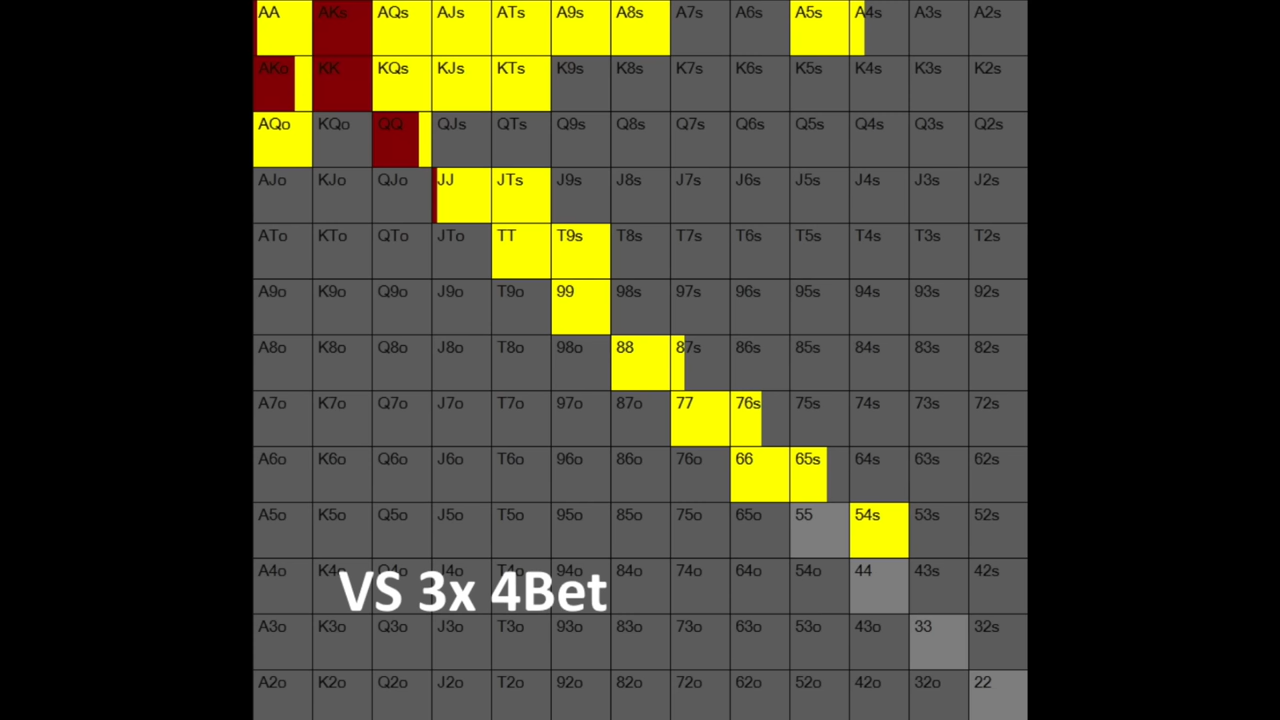 AA AKs AQs AJs ATs A9s A8s A7s A6s A5s A4s A3s A2s
AKo KK KQs KJs KTs K9s K8s K7s K6s K5s K4s K3s K2s
AQo KQo QQ QJs QTs Q9s Q8s Q7s Q6s Q5s Q4s Q3s Q2s
AJo KJo QJo JJ JTs J9s J8s J7s J6s J5s J4s J3s J2s
ATo KTo QTo JTo TT T9s T8s T7s T6s T5s T4s T3s T2s
A9o K9o Q9o J9o T9o 99 98s 97s 96s 95s 94s 93s 92s
A8o K8o Q8o J8o T8o 98o 88 87s 86s 85s 84s 83s 82s
A7o K7o Q7o J7o T7o 97o 87o 77 76s 75s 74s 73s 72s
A6o K6o Q6o J6o T6o 96o 86o 76o 66 65s 64s 63s 62s
A5o K5o Q5o J5o T5o 95o 85o 75o 65o 55 54s 53s 52s
A4o K4o Q4o J4o T4o 94o 84o 74o 64o 54o 44 43s 42s
VS 3x 4Bet
A3o K3o Q3o J3o T3o 93o 83o 73o 63o 53o 43o 33 32s
A2o K2o Q2o J2o T2o 92o 82o 72o 62o 52o 42o 32o 22